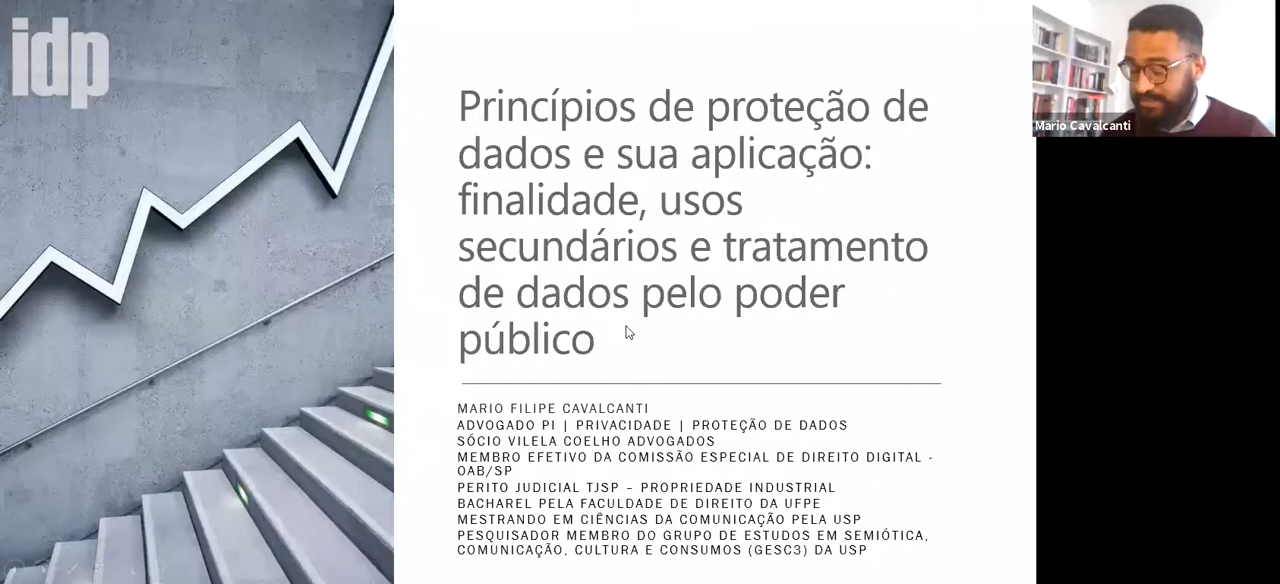 idp
Princípios de proteção de
dados e sua aplicação:
finalidade, usos
secundários e tratamento
de dados pelo poder
público
MARIO FILIPE CAVALCANTI
ADVOGADO PI | PRIVACIDADE | PROTEÇÃO DE DADOS
SÓCIO VILELA COELHO ADVOGADOS
MEMBRO EFETIVO DA COMISSÃO ESPECIAL DE DIREITO DIGITAL -
OAB/SP
PERITO JUDICIAL TJSP – PROPRIEDADE INDUSTRIAL
BACHAREL PELA FACULDADE DE DIREITO DA UFPE
MESTRANDO EM CIÊNCIAS DA COMUNICAÇÃO PELA USP
PESQUISADOR MEMBRO DO GRUPO DE ESTUDOS EM SEMIÓTICA,
COMUNICAÇÃO, CULTURA E CONSUMOS (GESC3) DA USP
Mario Cavalcanti